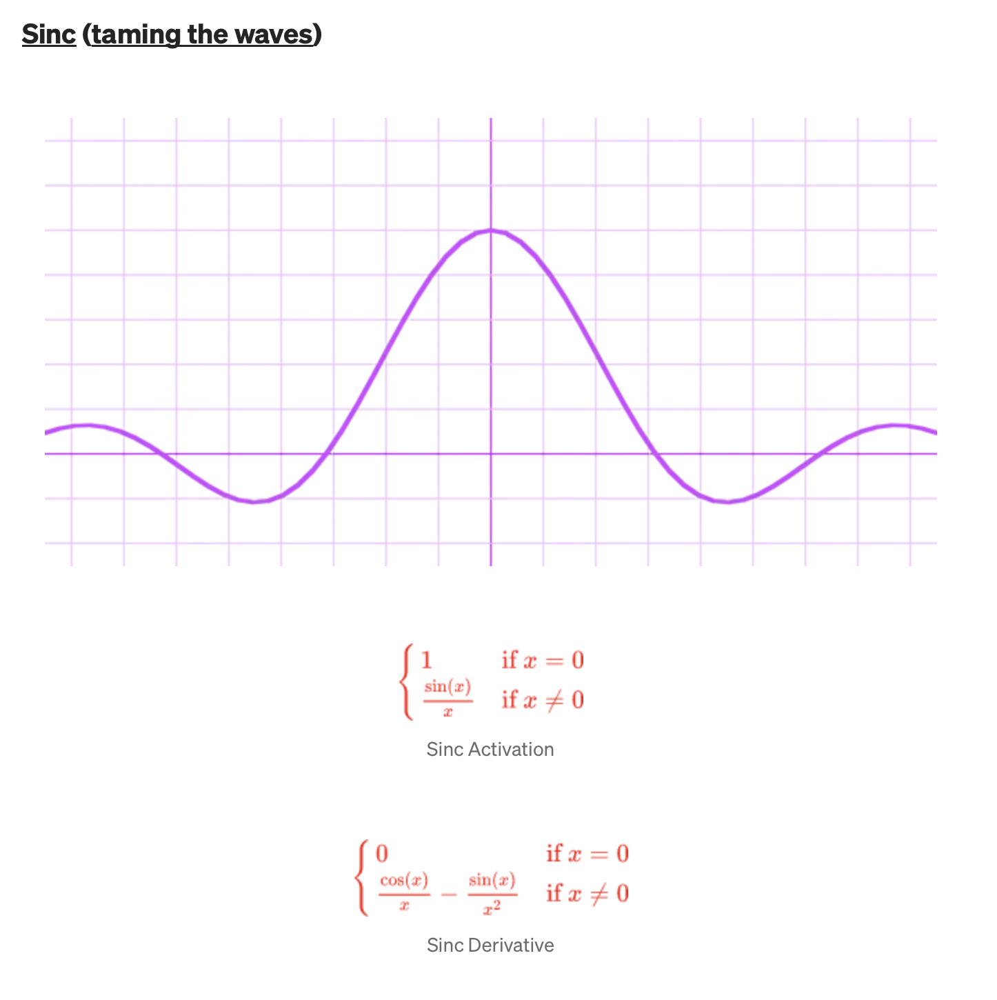 Sinc (taming the waves)
{ 1 if x = 0
sin(x)/x if x ≠ 0
Sinc Activation
{ 0 if x = 0
cos(x)/x − sin(x)/x² if x ≠ 0
Sinc Derivative